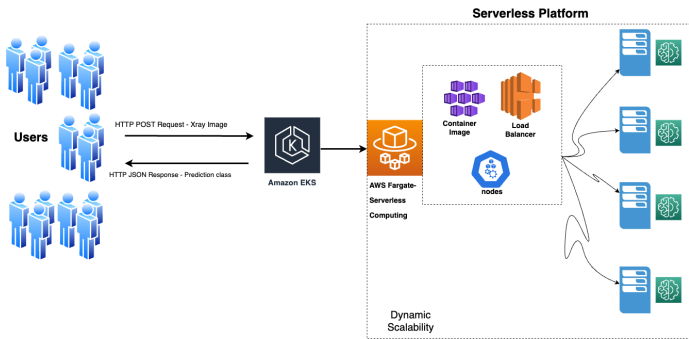 Serverless Platform
Users
HTTP POST Request - Xray Image
HTTP JSON Response - Prediction class
K
Amazon EKS
AWS Fargate-
Serverless
Computing
Container
Image
Load
Balancer
nodes
Dynamic
Scalability